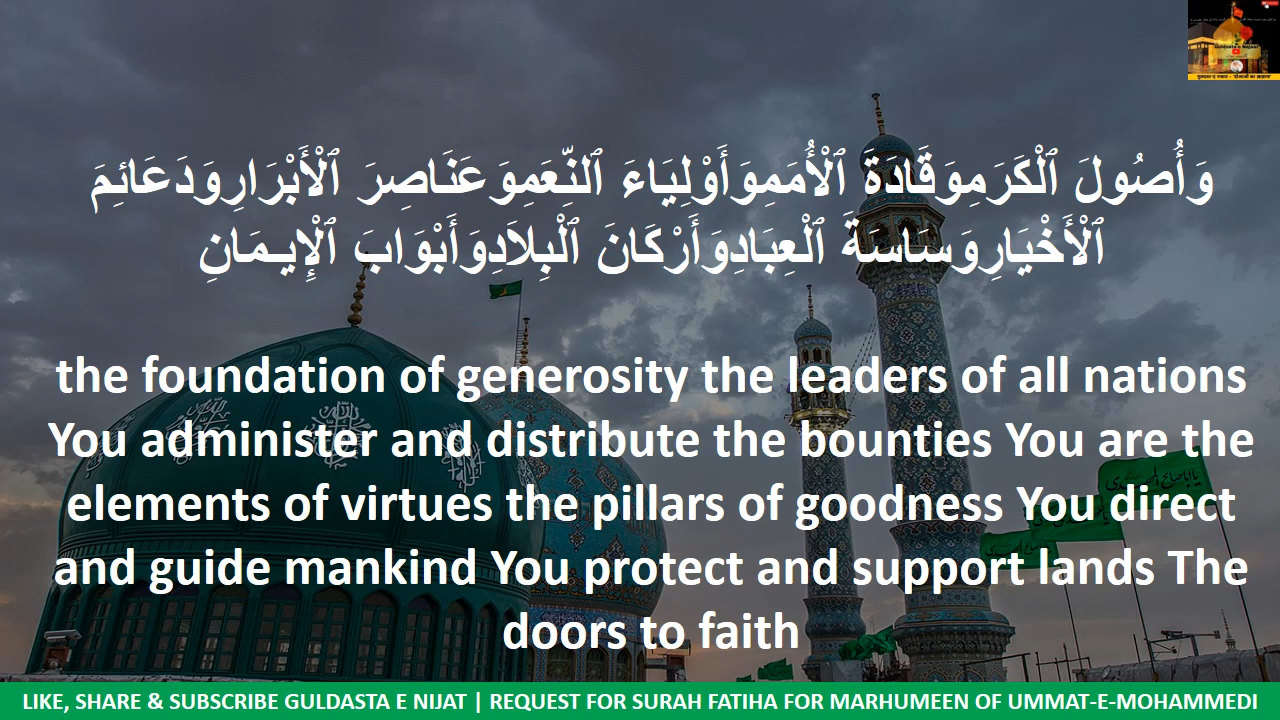 وَأُصُولَ ٱلْكَرَمِوَقَادَةَ ٱلْأُمَمِوَأَوْلِيَاءَ ٱلنِّعَمِوَعَنَاصِرَ ٱلْأَبْرَارِوَدَعَائِمَ
ٱلْأَخْيَارِوَسَاسَةَ ٱلْعِبَادِوَأَرْكَانَ ٱلْبِلاَدِوَأَبْوَابَ ٱلْإِيـمَانِ
the foundation of generosity the leaders of all nations
You administer and distribute the bounties You are the
elements of virtues the pillars of goodness You direct
and guide mankind You protect and support lands The
doors to faith
LIKE, SHARE & SUBSCRIBE GULDASTA E NIJAT | REQUEST FOR SURAH FATIHA FOR MARHUMEEN OF UMMAT-E-MOHAMMEDI